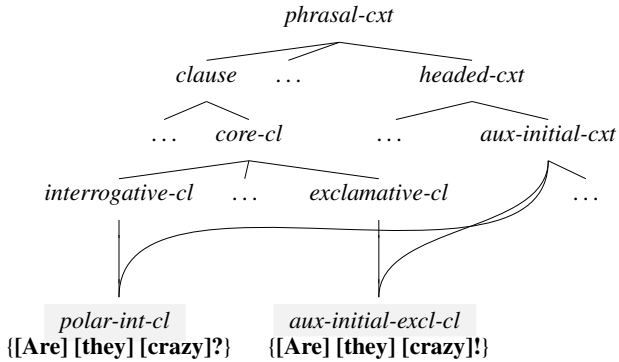 phrasal-cxt
clause ... headed-cxt
... core-cl ... aux-initial-cxt
interrogative-cl ... exclamative-cl ...
polar-int-cl aux-initial-excl-cl
{[Are] [they] [crazy]?} {[Are] [they] [crazy]!}